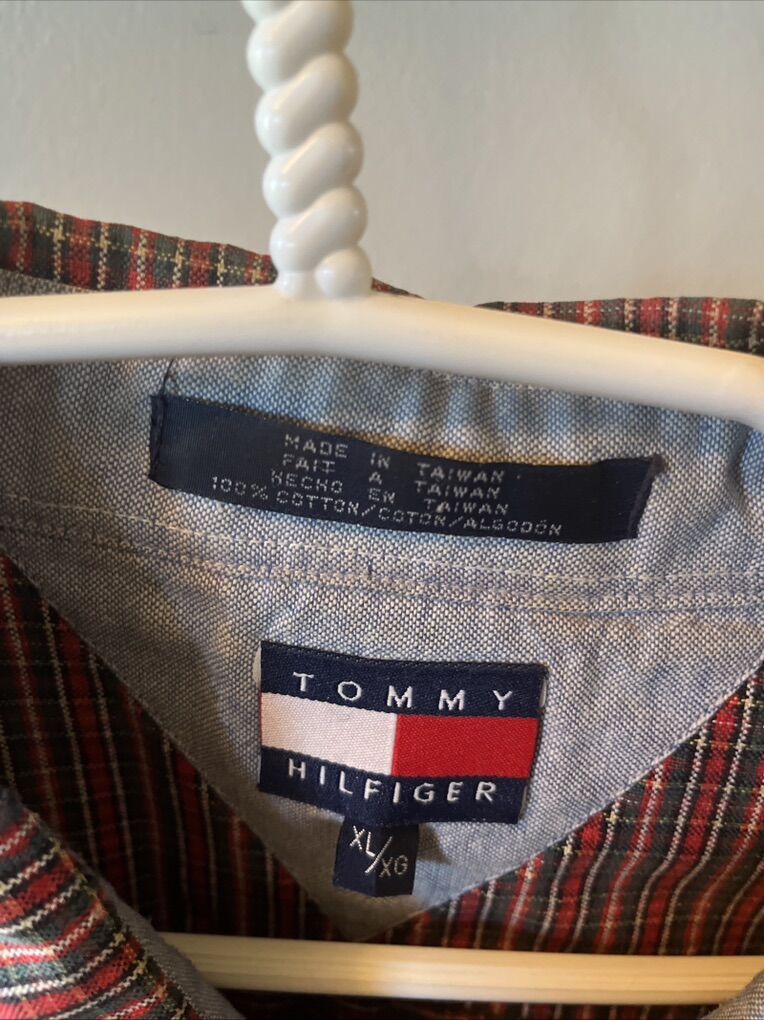 MADE IN TAIWAN
FAIT A TAIWAN
HECHO EN TAIWAN
100% COTTON/COTON/ALGODÓN
TOMMY
HILFIGER
XL/XG